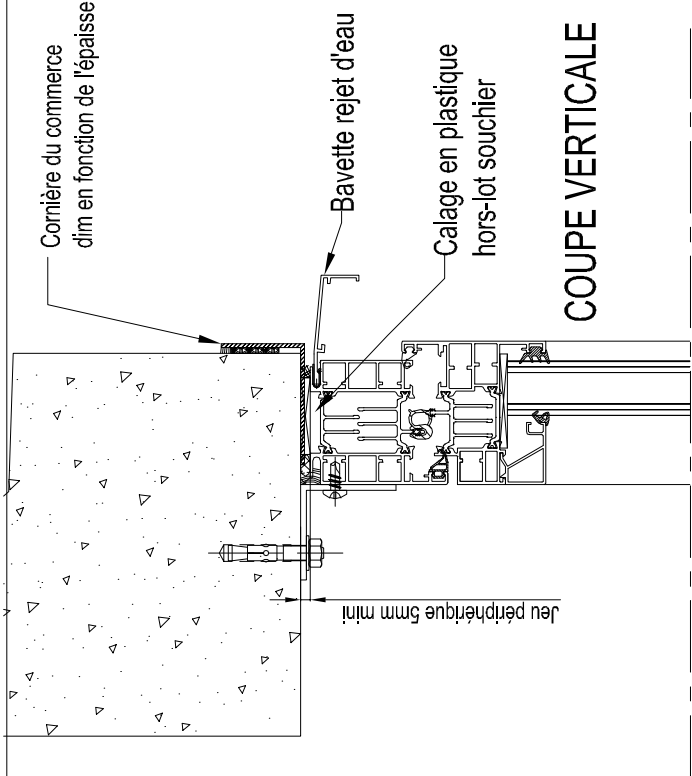 Cornière du commerce
dim en fonction de l'épaisse
Bavette rejet d'eau
Calage en plastique
hors-lot souchier
COUPE VERTICALE
Jeu périphérique 5mm mini